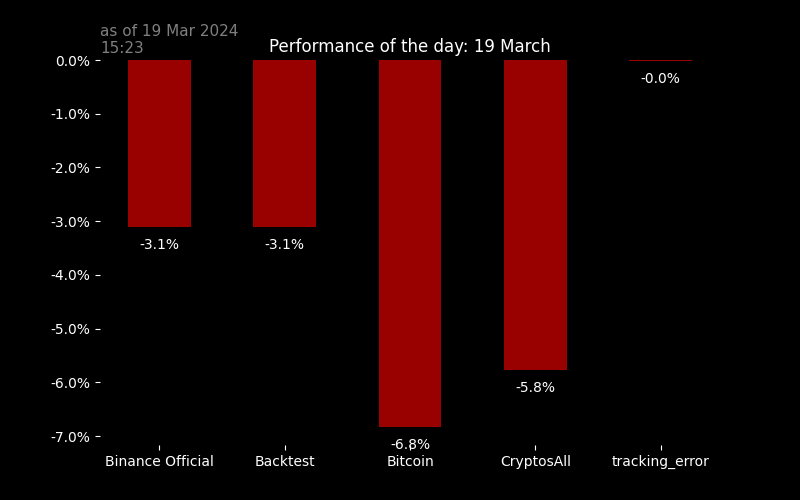 as of 19 Mar 2024
15:23
Performance of the day: 19 March
0.0%
-1.0%
-2.0%
-3.0%
-4.0%
-5.0%
-6.0%
-7.0%
-3.1%
-3.1%
-6.8%
-5.8%
-0.0%
Binance Official
Backtest
Bitcoin
CryptosAll
tracking_error